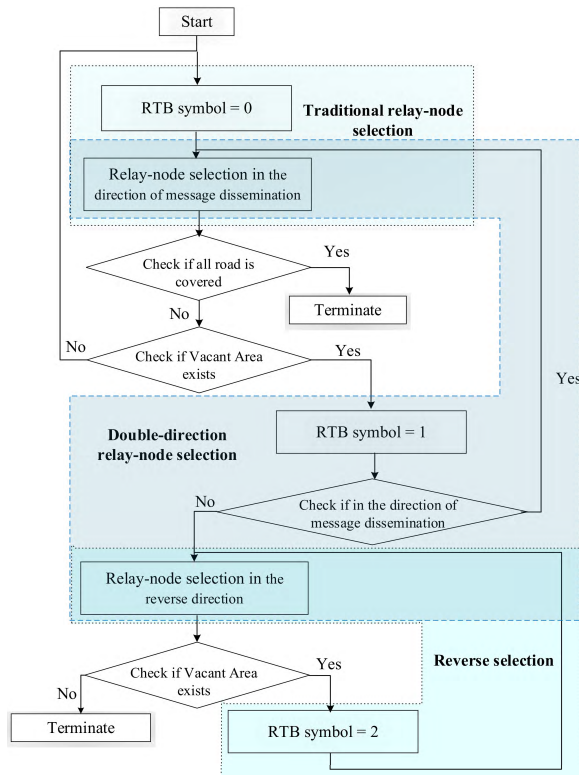 Start
RTB symbol = 0
Traditional relay-node
selection
Relay-node selection in the
direction of message dissemination
Yes
Check if all road is
covered
Terminate
No
No
Check if Vacant Area
exists
Yes
Yes
RTB symbol = 1
Double-direction
relay-node selection
No
Check if in the direction of
message dissemination
Relay-node selection in the
reverse direction
Check if Vacant Area
exists
Yes
Reverse selection
No
Terminate
RTB symbol = 2